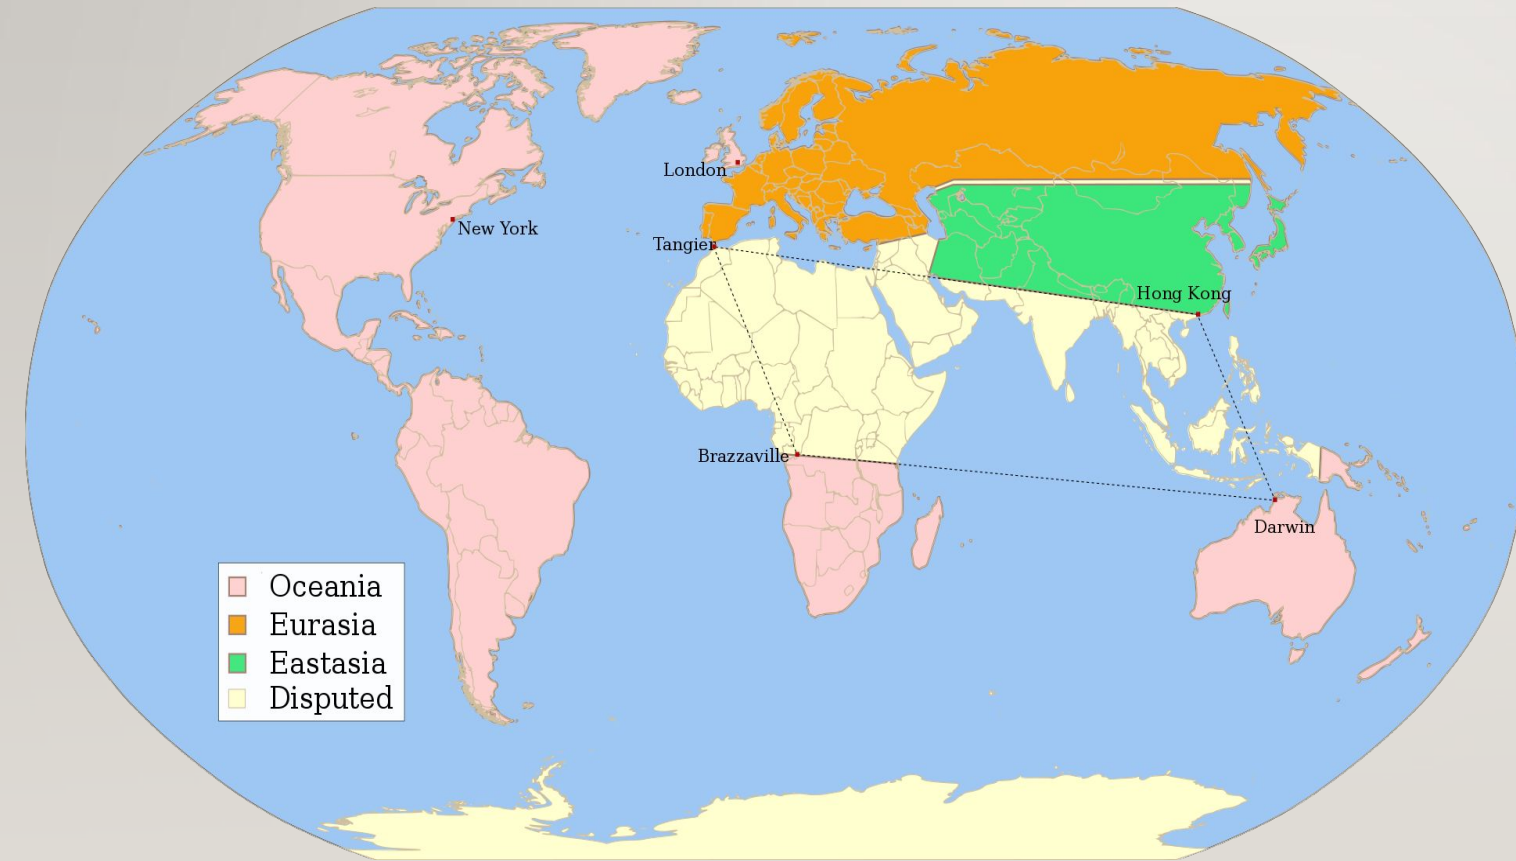 London
New York
Tangier
Hong Kong
Brazzaville
Darwin
Oceania
Eurasia
Eastasia
Disputed